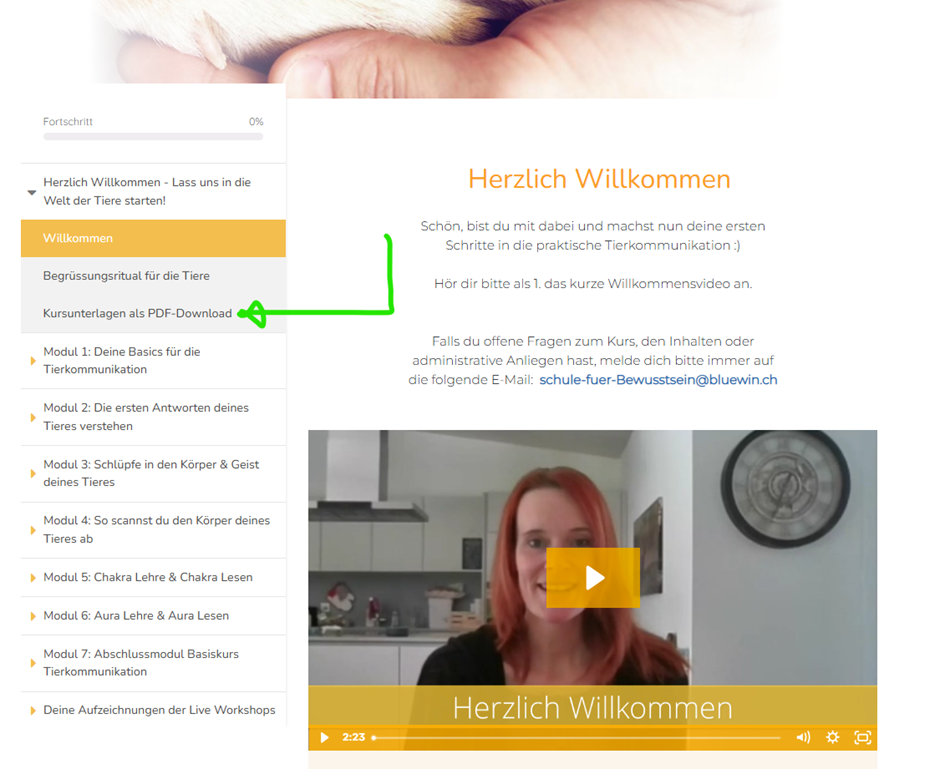 Fortschritt 0%
Herzlich Willkommen - Lass uns in die
Welt der Tiere starten!
Willkommen
Begrüssungsritual für die Tiere
Kursunterlagen als PDF-Download
Modul 1: Deine Basics für die
Tierkommunikation
Modul 2: Die ersten Antworten deines
Tieres verstehen
Modul 3: Schlüpfe in den Körper & Geist
deines Tieres
Modul 4: So scannst du den Körper deines
Tieres ab
Modul 5: Chakra Lehre & Chakra Lesen
Modul 6: Aura Lehre & Aura Lesen
Modul 7: Abschlussmodul Basiskurs
Tierkommunikation
Deine Aufzeichnungen der Live Workshops
Herzlich Willkommen
Schön, bist du mit dabei und machst nun deine ersten
Schritte in die praktische Tierkommunikation :)
Hör dir bitte als 1. das kurze Willkommensvideo an.
Falls du offene Fragen zum Kurs, den Inhalten oder
administrative Anliegen hast, melde dich bitte immer auf
die folgende E-Mail: schule-fuer-Bewusstsein@bluewin.ch
Herzlich Willkommen
2:23